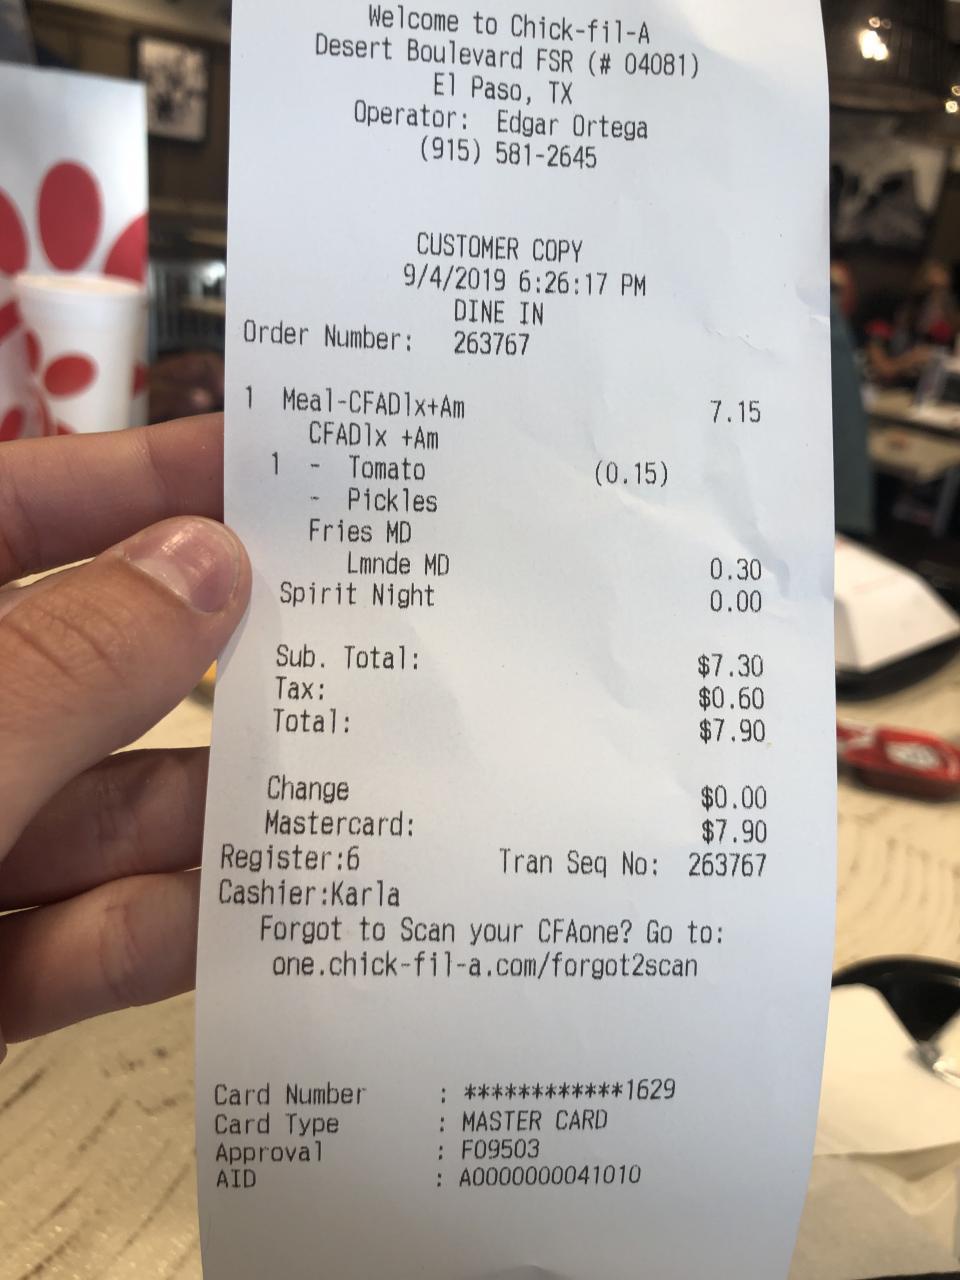 Welcome to Chick-fil-A
Desert Boulevard FSR (# 04081)
El Paso, TX
Operator: Edgar Ortega
(915) 581-2645
CUSTOMER COPY
9/4/2019 6:26:17 PM
DINE IN
Order Number: 263767
1 Meal-CFADlx+Am 7.15
CFADlx +Am
1 - Tomato (0.15)
- Pickles
Fries MD
Lmnde MD 0.30
Spirit Night 0.00
Sub. Total: $7.30
Tax: $0.60
Total: $7.90
Change $0.00
Mastercard: $7.90
Register:6 Tran Seq No: 263767
Cashier:Karla
Forgot to Scan your CFAone? Go to:
one.chick-fil-a.com/forgot2scan
Card Number : ************1629
Card Type : MASTER CARD
Approval : F09503
AID : A0000000041010